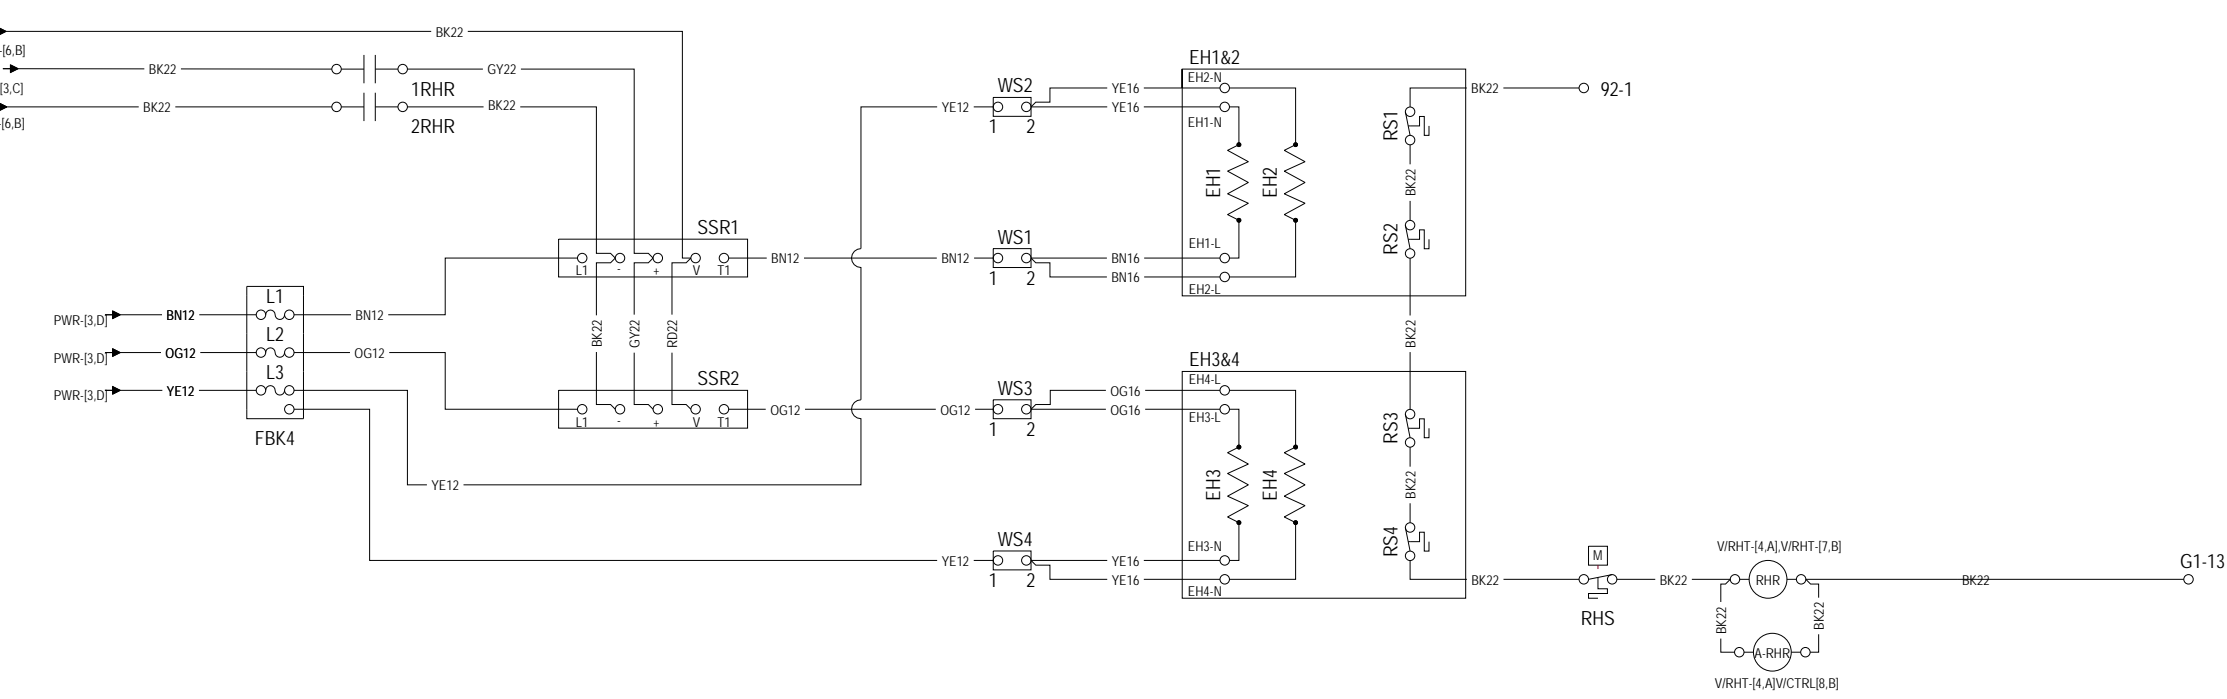 BK22
-[6,B]
BK22
GY22
[3,C]
1RHR
BK22
BK22
-[6,B]
2RHR
EH1&2
EH2-N
WS2
YE16
BK22
92-1
YE12
YE16
1
2
EH1-N
RS1
EH1
EH2
BK22
SSR1
WS1
EH1-L
RS2
BN12
BN12
BN16
L1
-
+
V
T1
1
2
BN16
EH2-L
L1
PWR-[3,D]
BN12
BN12
BK22
GY22
RD22
BK22
L2
PWR-[3,D]
OG12
OG12
EH3&4
L3
SSR2
WS3
EH4-L
PWR-[3,D]
YE12
OG16
OG12
OG12
OG16
L1
-
+
V
T1
1
2
EH3-L
RS3
FBK4
YE12
EH3
EH4
BK22
WS4
EH3-N
RS4
YE12
YE16
1
2
YE16
EH4-N
BK22
M
RHS
BK22
V/RHT-[4,A],V/RHT-[7,B]
RHR
BK22
G1-13
BK22
BK22
A-RHR
V/RHT-[4,A]V/CTRL[8,B]